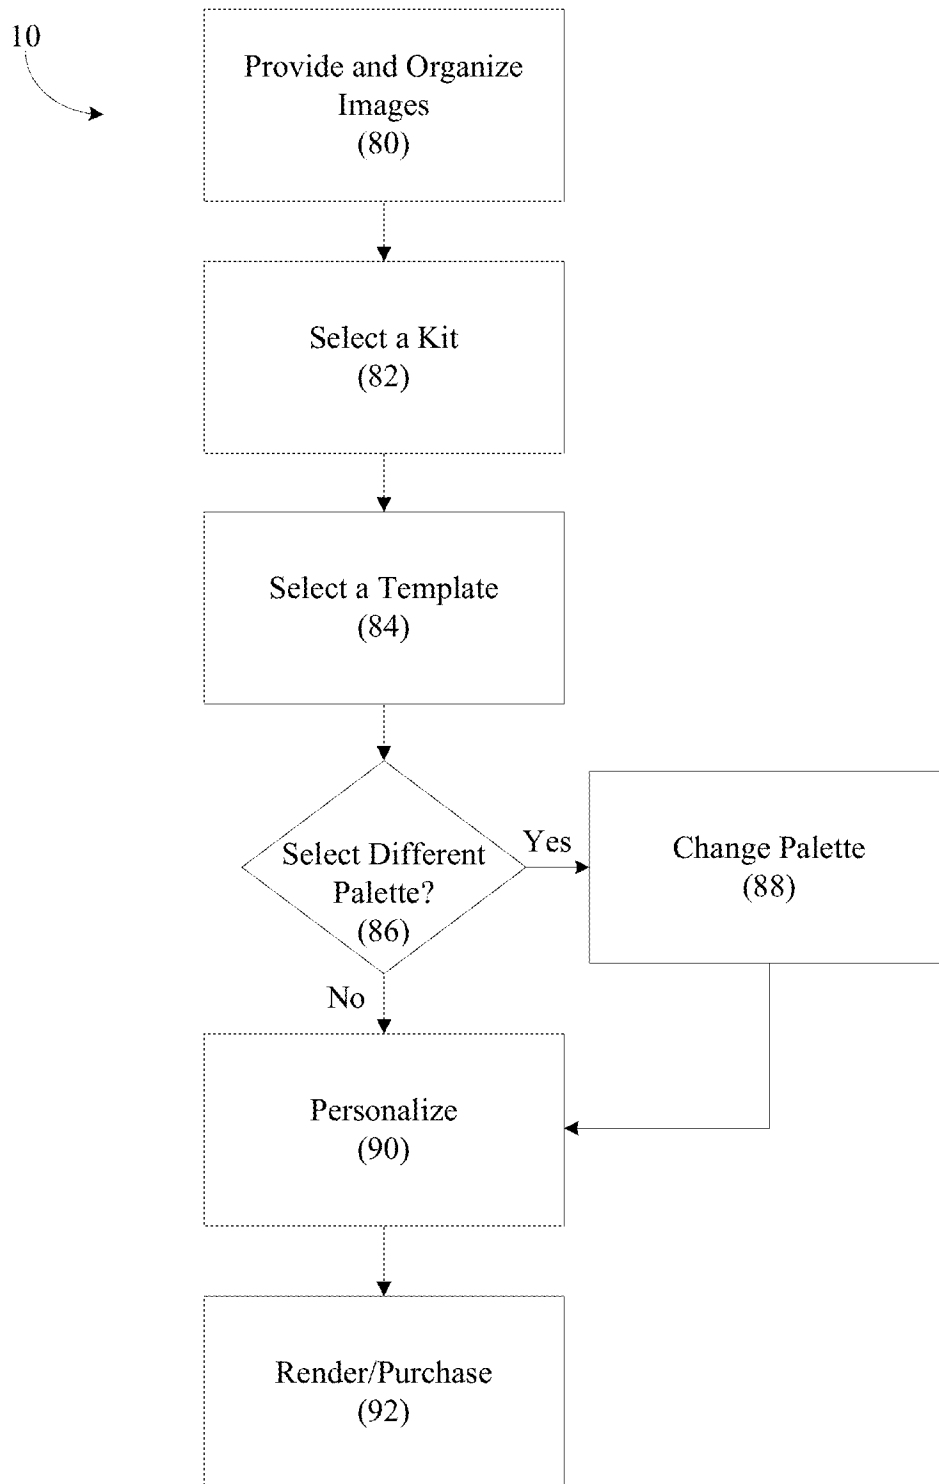 10
Provide and Organize
Images
(80)
Select a Kit
(82)
Select a Template
(84)
Select Different
Palette?
(86)
Yes
Change Palette
(88)
No
Personalize
(90)
Render/Purchase
(92)